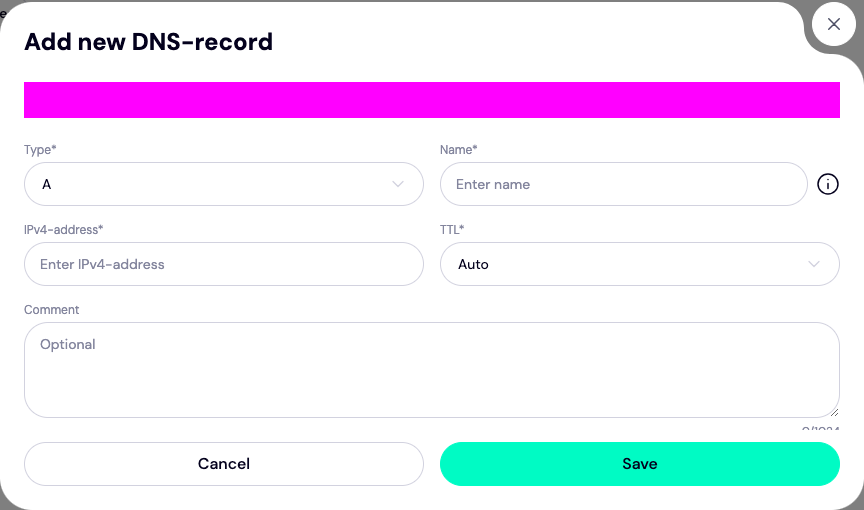 Add new DNS-record
Type*
Name*
A
Enter name
IPv4-address*
TTL*
Enter IPv4-address
Auto
Comment
Optional
Cancel
Save